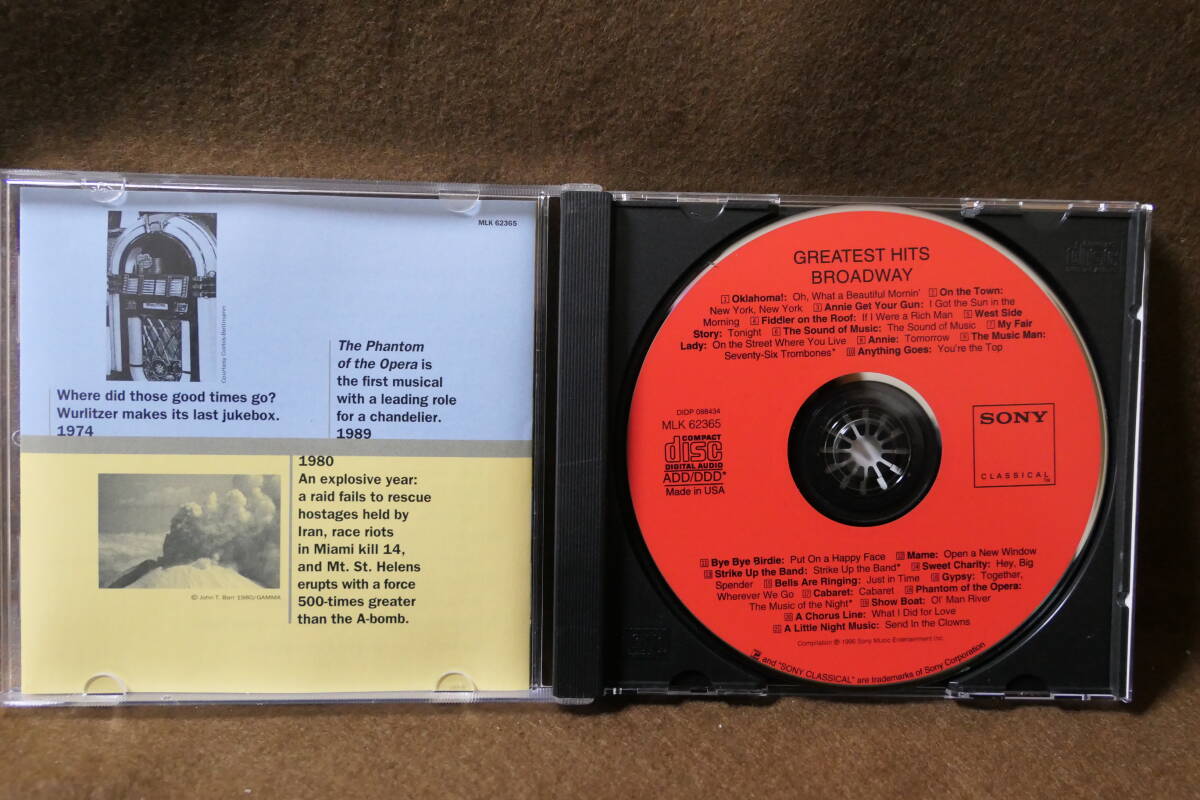 MLK 62365
Courtesy Corbis-Bettmann
Where did those good times go?
Wurlitzer makes its last jukebox.
1974
The Phantom
of the Opera is
the first musical
with a leading role
for a chandelier.
1989
1980
An explosive year:
a raid fails to rescue
hostages held by
Iran, race riots
in Miami kill 14,
and Mt. St. Helens
erupts with a force
500-times greater
than the A-bomb.
© John T. Barr 1980/GAMMA
GREATEST HITS
BROADWAY
1 Oklahoma!: Oh, What a Beautiful Mornin' 2 On the Town:
New York, New York 3 Annie Get Your Gun: I Got the Sun in the
Morning 4 Fiddler on the Roof: If I Were a Rich Man 5 West Side
Story: Tonight 6 The Sound of Music: The Sound of Music 7 My Fair
Lady: On the Street Where You Live 8 Annie: Tomorrow 9 The Music Man:
Seventy-Six Trombones* 10 Anything Goes: You're the Top
DIDP 088434
MLK 62365
COMPACT
disc
DIGITAL AUDIO
ADD/DDD*
Made in USA
SONY
CLASSICAL
TM
11 Bye Bye Birdie: Put On a Happy Face 12 Mame: Open a New Window
13 Strike Up the Band: Strike Up the Band* 14 Sweet Charity: Hey, Big
Spender 15 Bells Are Ringing: Just in Time 16 Gypsy: Together,
Wherever We Go 17 Cabaret: Cabaret 18 Phantom of the Opera:
The Music of the Night* 19 Show Boat: Ol' Man River
20 A Chorus Line: What I Did for Love
21 A Little Night Music: Send In the Clowns
Compilation ℗ 1996 Sony Music Entertainment Inc.
and "SONY CLASSICAL" are trademarks of Sony Corporation